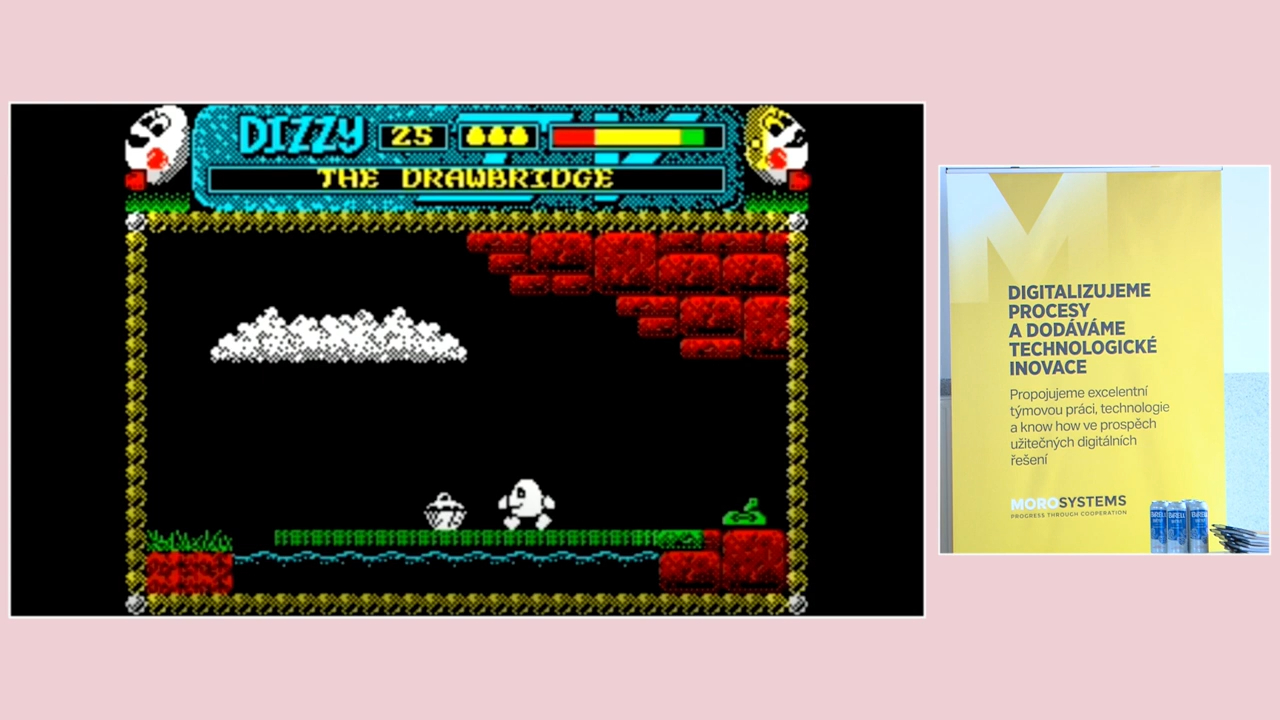 DIZZY 25
THE DRAWBRIDGE
DIGITALIZUJEME
PROCESY
A DODÁVÁME
TECHNOLOGICKÉ
INOVACE
Propojujeme excelentní
týmovou práci, technologie
a know how ve prospěch
užitečných digitálních
řešení
MOROSYSTEMS
PROGRESS THROUGH COOPERATION